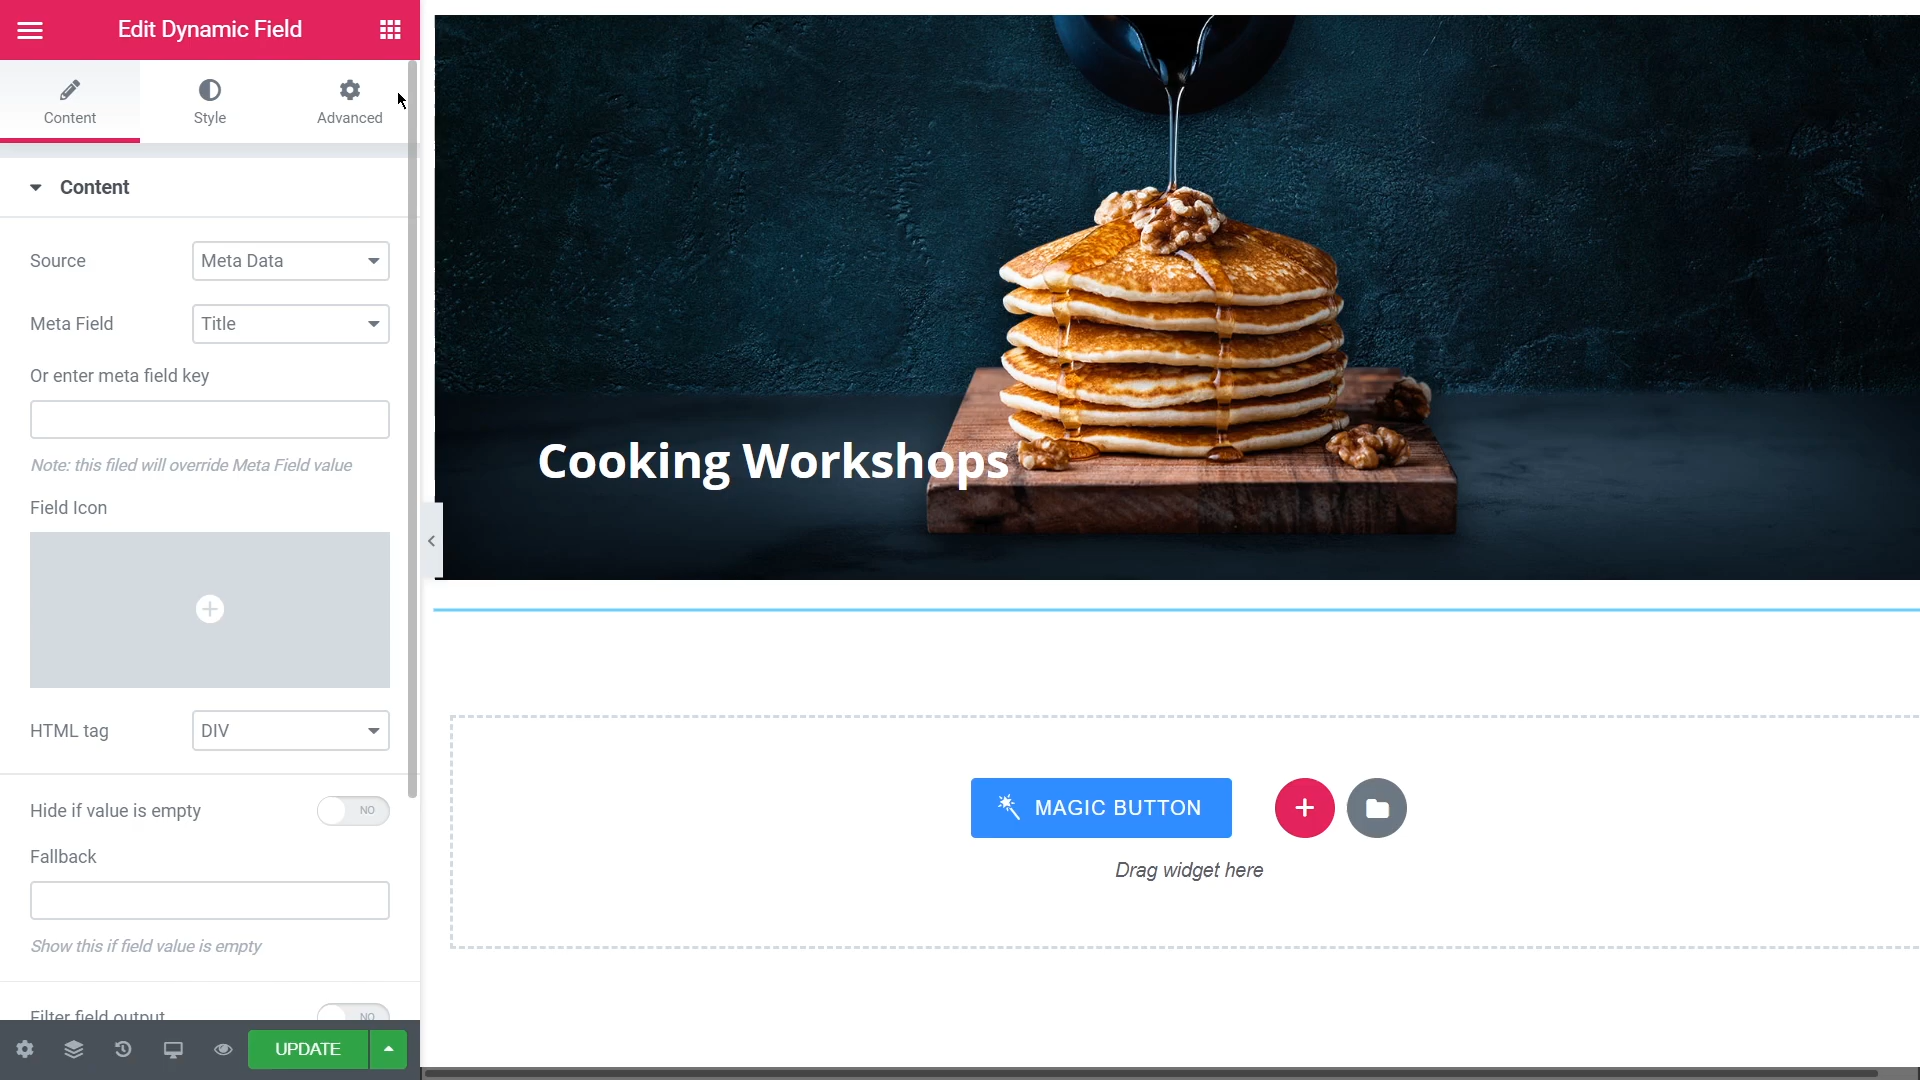 Edit Dynamic Field
Content
Style
Advanced
Content
Source
Meta Data
Meta Field
Title
Or enter meta field key
Note: this filed will override Meta Field value
Field Icon
HTML tag
DIV
Hide if value is empty
NO
Fallback
Show this if field value is empty
Filter field output
NO
UPDATE
Cooking Workshops
MAGIC BUTTON
Drag widget here